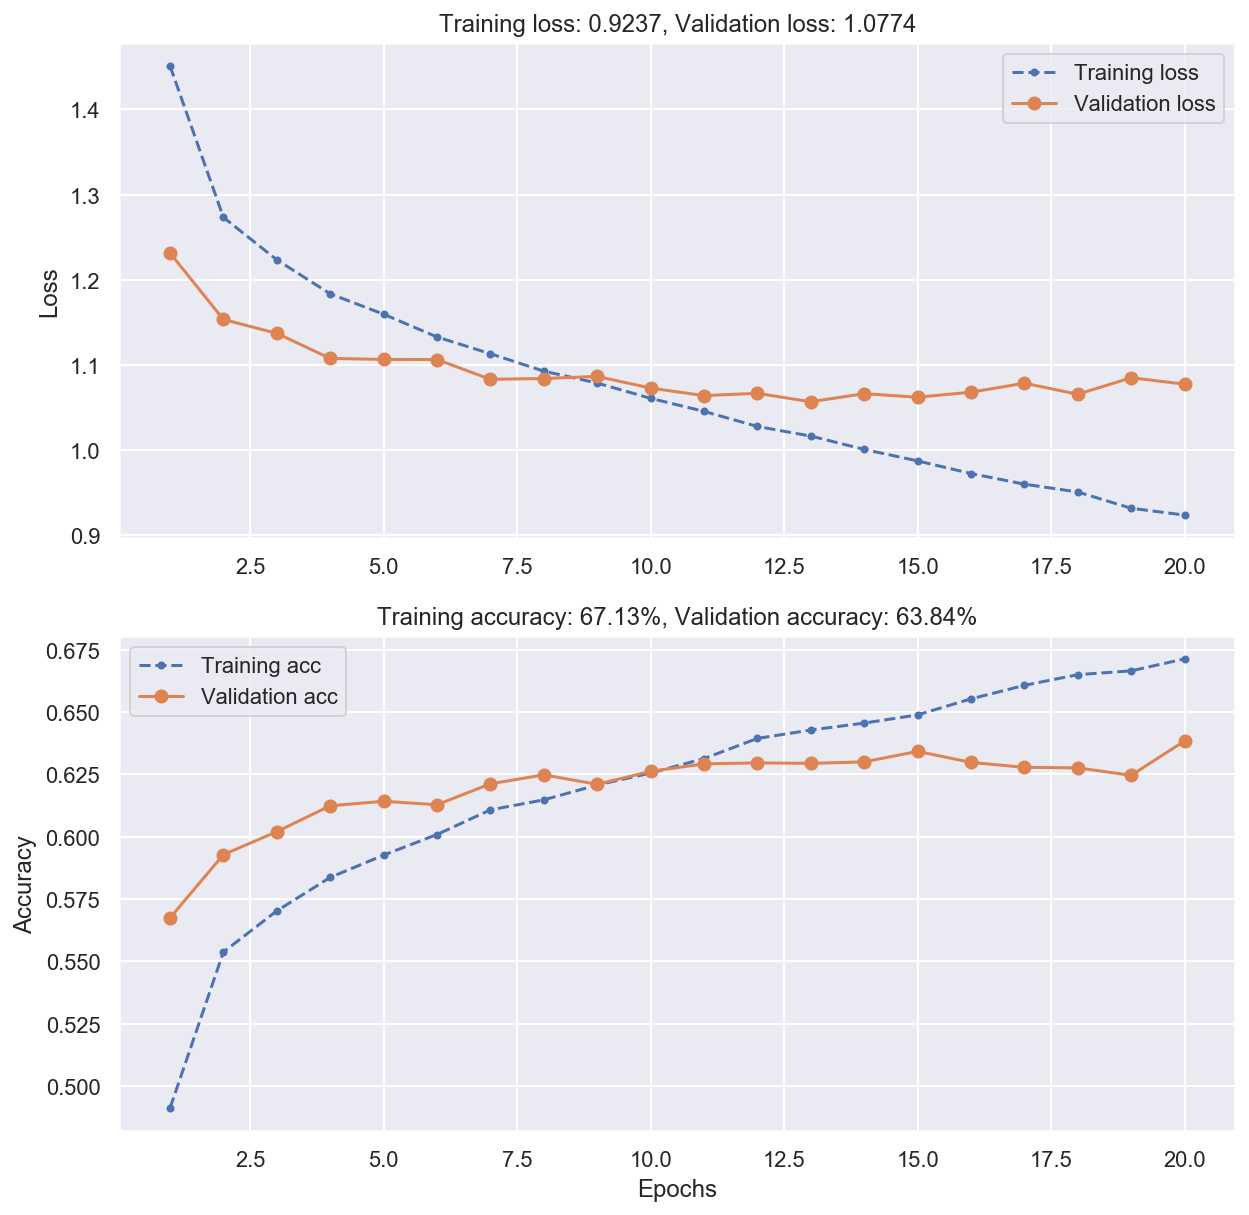 Training loss: 0.9237, Validation loss: 1.0774
Training loss
Validation loss
Loss
1.4
1.3
1.2
1.1
1.0
0.9
2.5 5.0 7.5 10.0 12.5 15.0 17.5 20.0
Training accuracy: 67.13%, Validation accuracy: 63.84%
Training acc
Validation acc
Accuracy
0.675
0.650
0.625
0.600
0.575
0.550
0.525
0.500
2.5 5.0 7.5 10.0 12.5 15.0 17.5 20.0
Epochs